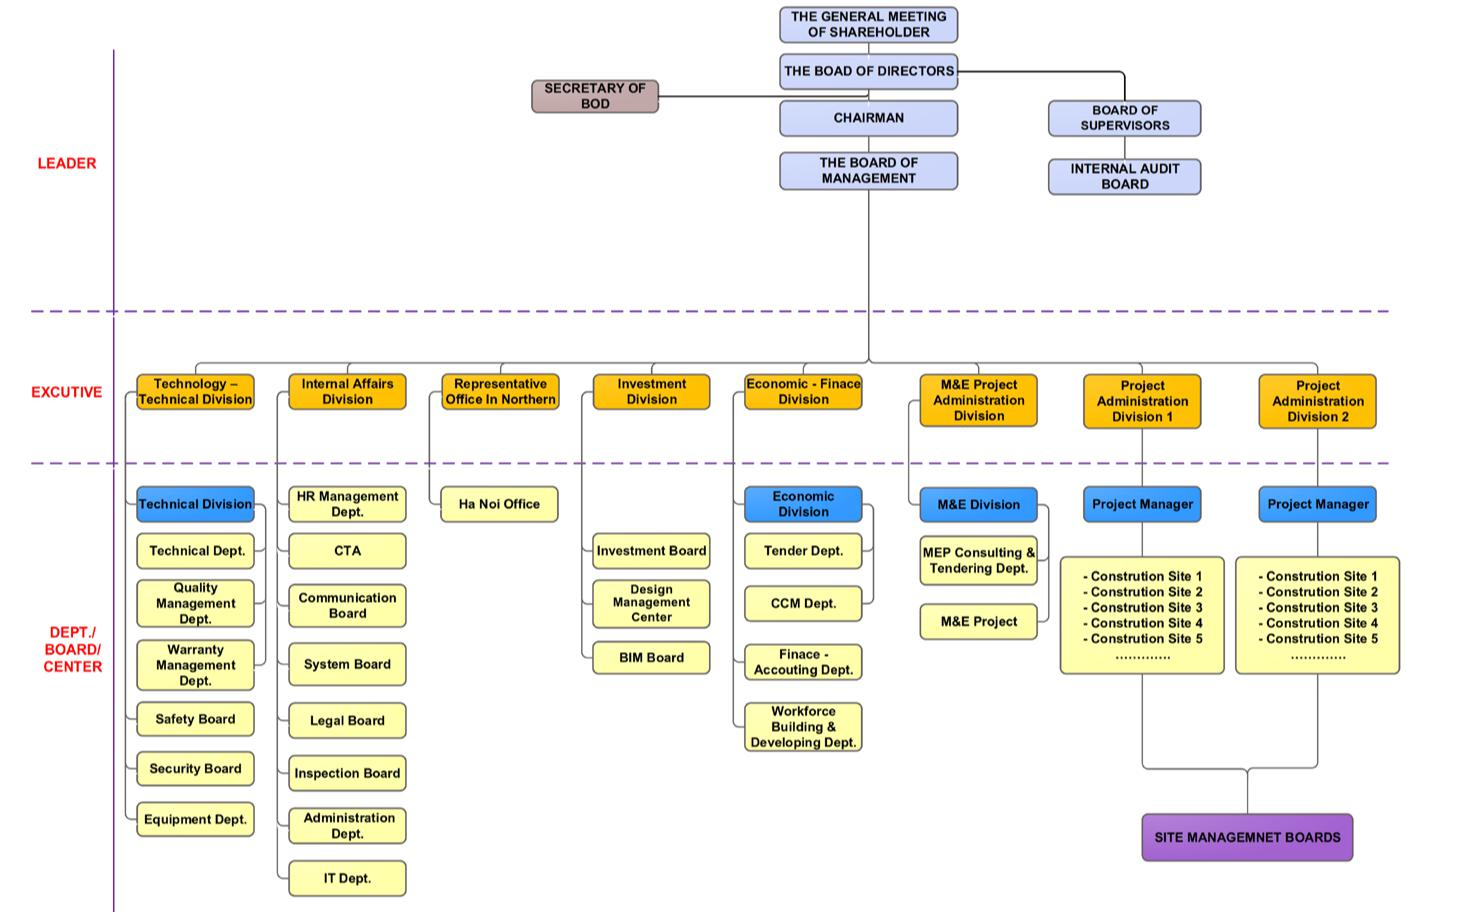 THE GENERAL MEETING
OF SHAREHOLDER
THE BOAD OF DIRECTORS
SECRETARY OF
BOD
CHAIRMAN
BOARD OF
SUPERVISORS
THE BOARD OF
MANAGEMENT
INTERNAL AUDIT
BOARD
LEADER
EXCUTIVE
Technology –
Technical Division
Internal Affairs
Division
Representative
Office In Northern
Investment
Division
Economic - Finace
Division
M&E Project
Administration
Division
Project
Administration
Division 1
Project
Administration
Division 2
DEPT./
BOARD/
CENTER
Technical Division
Technical Dept.
Quality
Management
Dept.
Warranty
Management
Dept.
Safety Board
Security Board
Equipment Dept.
HR Management
Dept.
CTA
Communication
Board
System Board
Legal Board
Inspection Board
Administration
Dept.
IT Dept.
Ha Noi Office
Investment Board
Design
Management
Center
BIM Board
Economic
Division
Tender Dept.
CCM Dept.
Finace -
Accouting Dept.
Workforce
Building &
Developing Dept.
M&E Division
MEP Consulting &
Tendering Dept.
M&E Project
Project Manager
- Constrution Site 1
- Constrution Site 2
- Constrution Site 3
- Constrution Site 4
- Constrution Site 5
.............
Project Manager
- Constrution Site 1
- Constrution Site 2
- Constrution Site 3
- Constrution Site 4
- Constrution Site 5
.............
SITE MANAGEMNET BOARDS